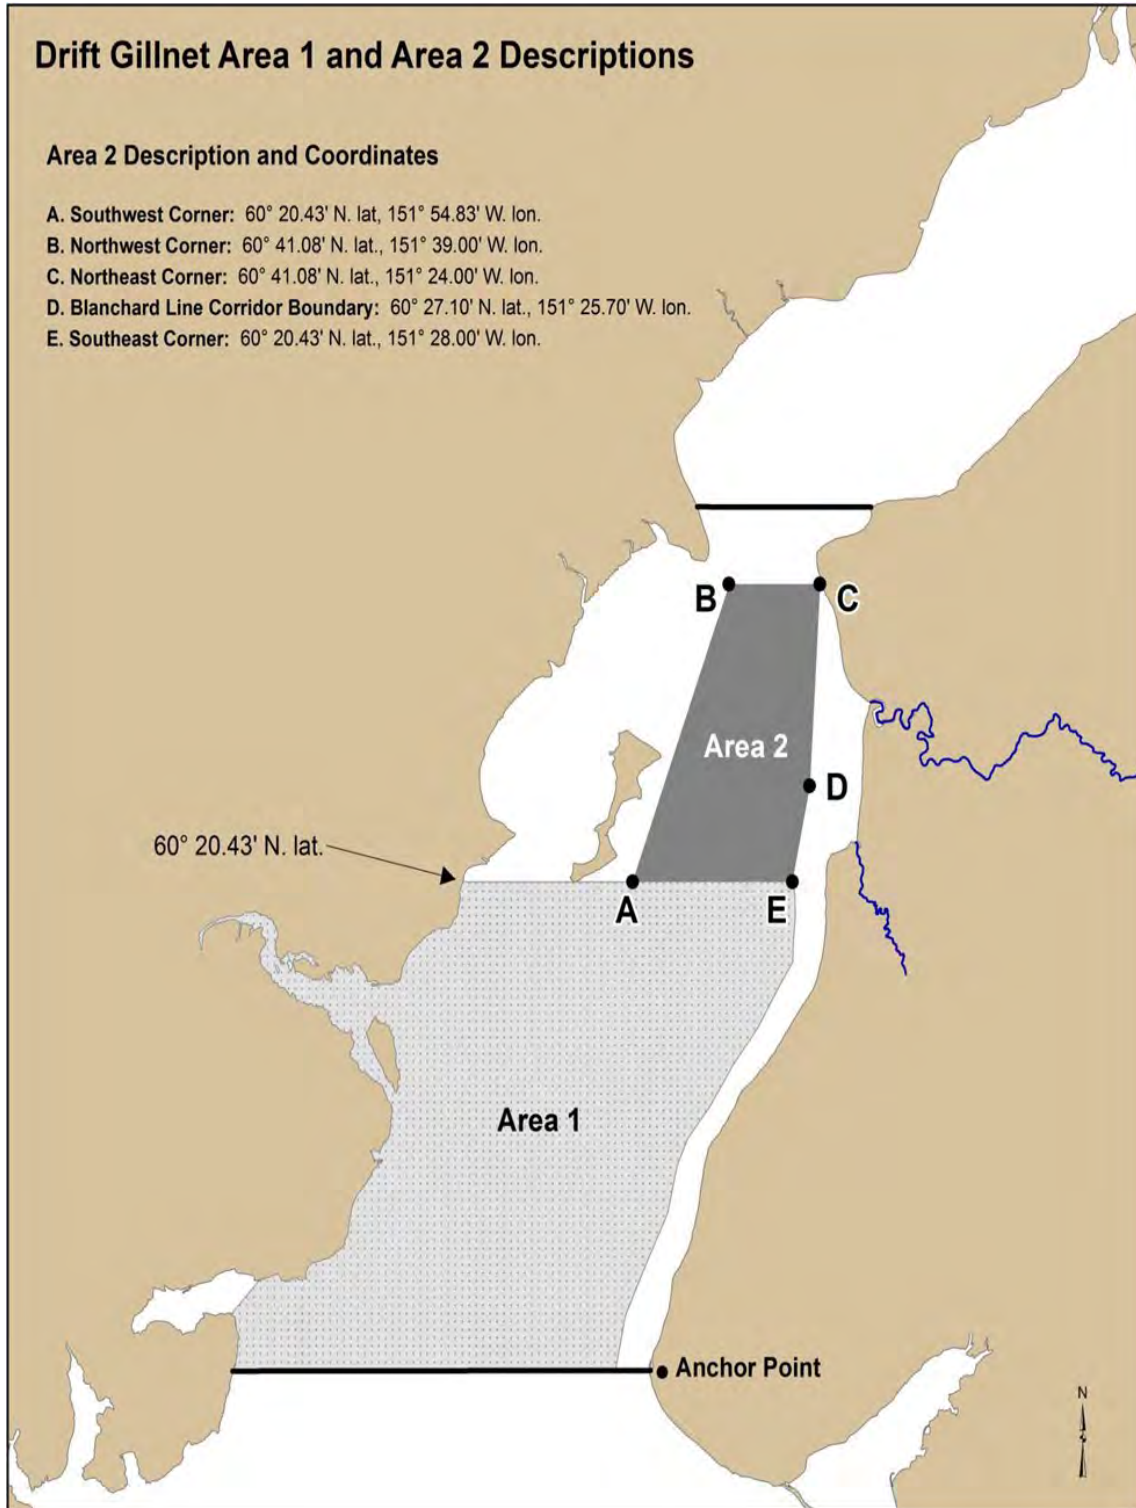 Drift Gillnet Area 1 and Area 2 Descriptions
Area 2 Description and Coordinates
A. Southwest Corner: 60° 20.43' N. lat, 151° 54.83' W. lon.
B. Northwest Corner: 60° 41.08' N. lat., 151° 39.00' W. lon.
C. Northeast Corner: 60° 41.08' N. lat., 151° 24.00' W. lon.
D. Blanchard Line Corridor Boundary: 60° 27.10' N. lat., 151° 25.70' W. lon.
E. Southeast Corner: 60° 20.43' N. lat., 151° 28.00' W. lon.
B
C
Area 2
D
60° 20.43' N. lat.
A
E
Area 1
Anchor Point
N